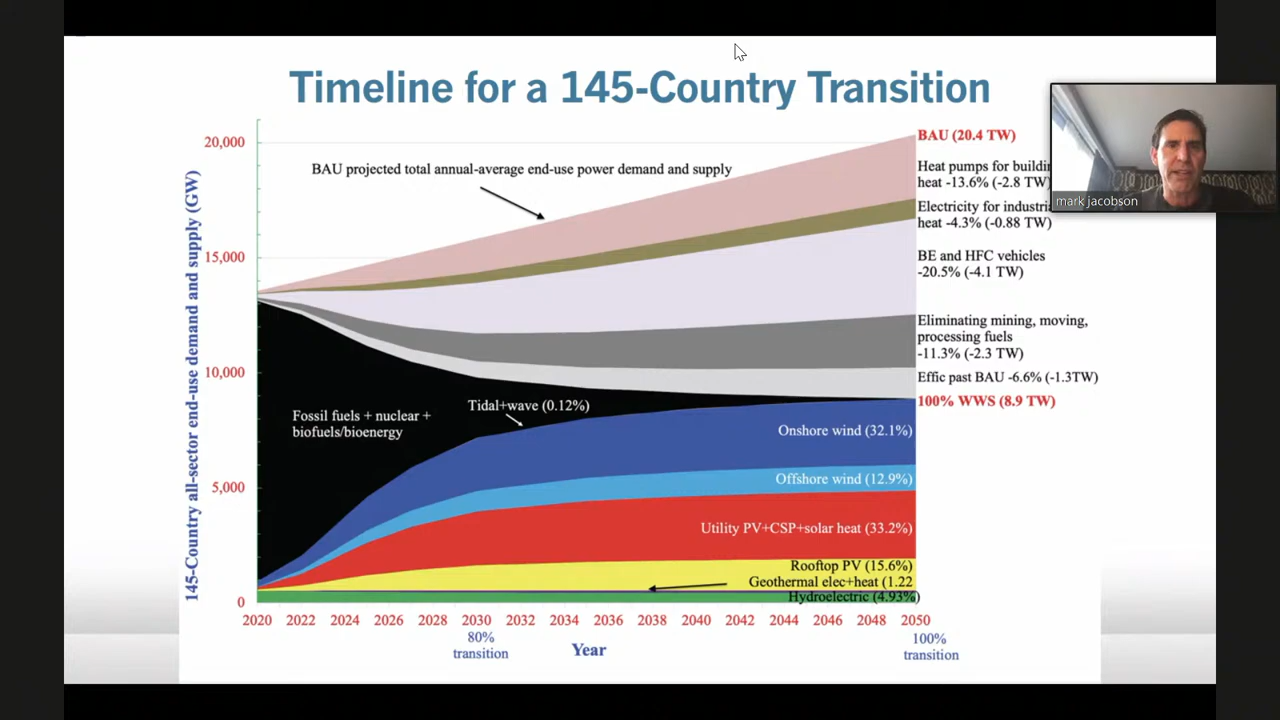 Timeline for a 145-Country Transition
145-Country all-sector end-use demand and supply (GW)
20,000
15,000
10,000
5,000
0
BAU projected total annual-average end-use power demand and supply
Fossil fuels + nuclear +
biofuels/bioenergy
Tidal+wave (0.12%)
Onshore wind (32.1%)
Offshore wind (12.9%)
Utility PV+CSP+solar heat (33.2%)
Rooftop PV (15.6%)
Geothermal elec+heat (1.22
Hydroelectric (4.93%)
BAU (20.4 TW)
Heat pumps for
heat -13.6% (-2.8 TW
Electricity for
heat -4.3% (-0.88 TW)
BE and HFC vehicles
-20.5% (-4.1 TW)
Eliminating mining, moving,
processing fuels
-11.3% (-2.3 TW)
Effic past BAU -6.6% (-1.3TW)
100% WWS (8.9 TW)
mark jacobson
2020 2022 2024 2026 2027 2028 2030 2032 2034 2036 2038 2040 2042 2044 2046 2048 2050
80%
transition
Year
100%
transition